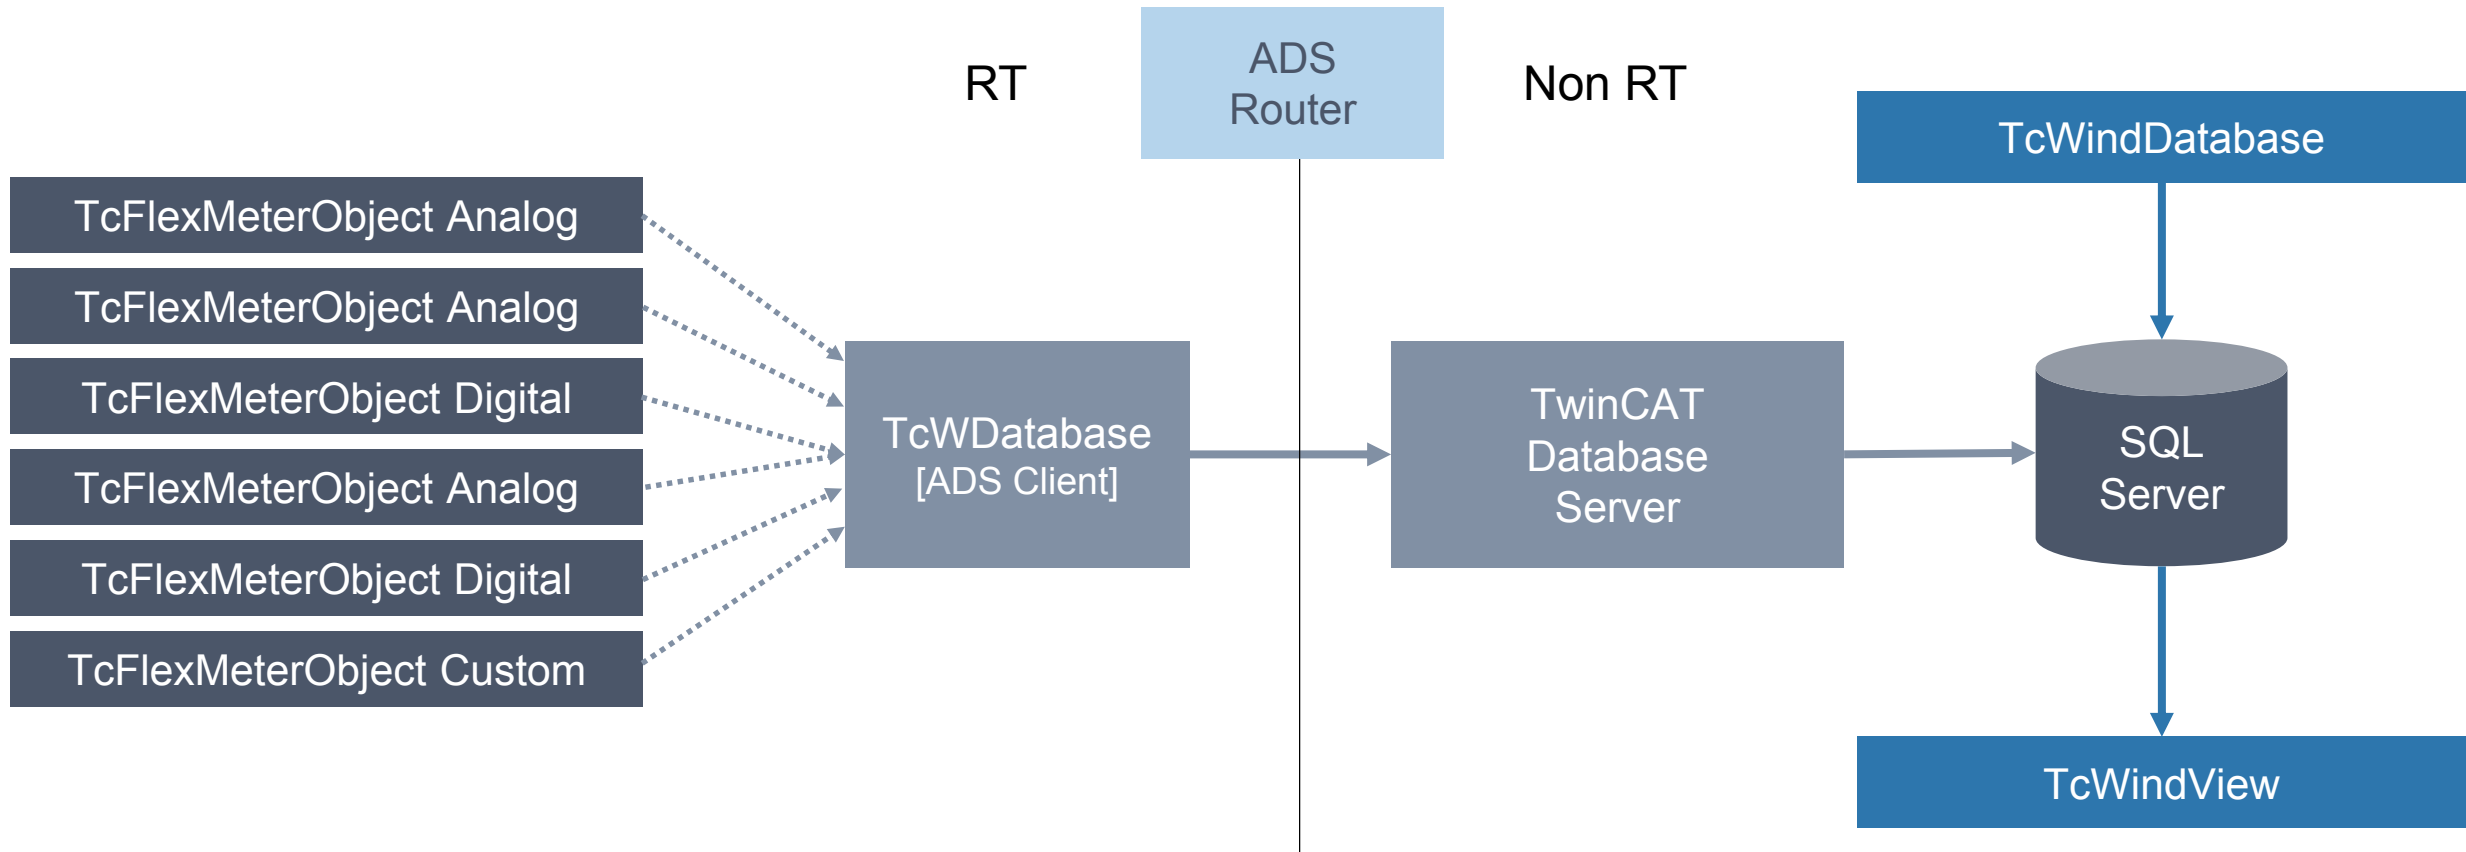 RT
ADS
Router
Non RT
TcWindDatabase
TcFlexMeterObject Analog
TcFlexMeterObject Analog
TcFlexMeterObject Digital
TcFlexMeterObject Analog
TcFlexMeterObject Digital
TcFlexMeterObject Custom
TcWDatabase
[ADS Client]
TwinCAT
Database
Server
SQL
Server
TcWindView